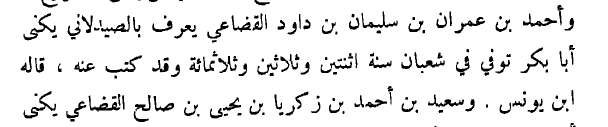 وأحمد بن عمران بن سليمان بن داود القضاعي يعرف بالصيدلاني يكنى
أبا بكر توفي في شعبان سنة اثنتين وثلاثين وثلاثمائة وقد كتب عنه ، قاله
ابن يونس . وسعيد بن أحمد بن زكريا بن يحيى بن صالح القضاعي يكنى